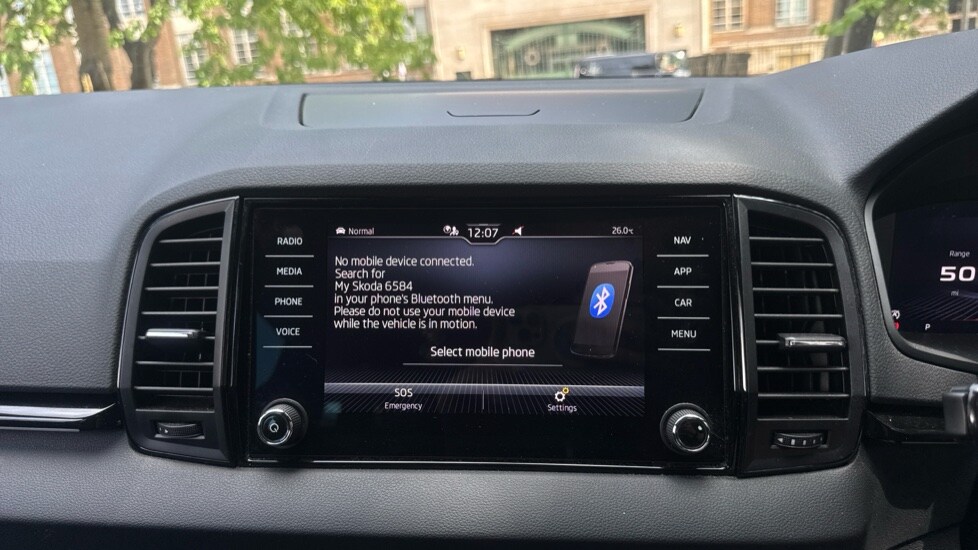 Normal 12:07 26.0°c
RADIO
MEDIA
PHONE
VOICE
No mobile device connected.
Search for
My Skoda 6584
in your phone's Bluetooth menu.
Please do not use your mobile device
while the vehicle is in motion.
Select mobile phone
SOS
Emergency
Settings
NAV
APP
CAR
MENU
Range
50
mi
P